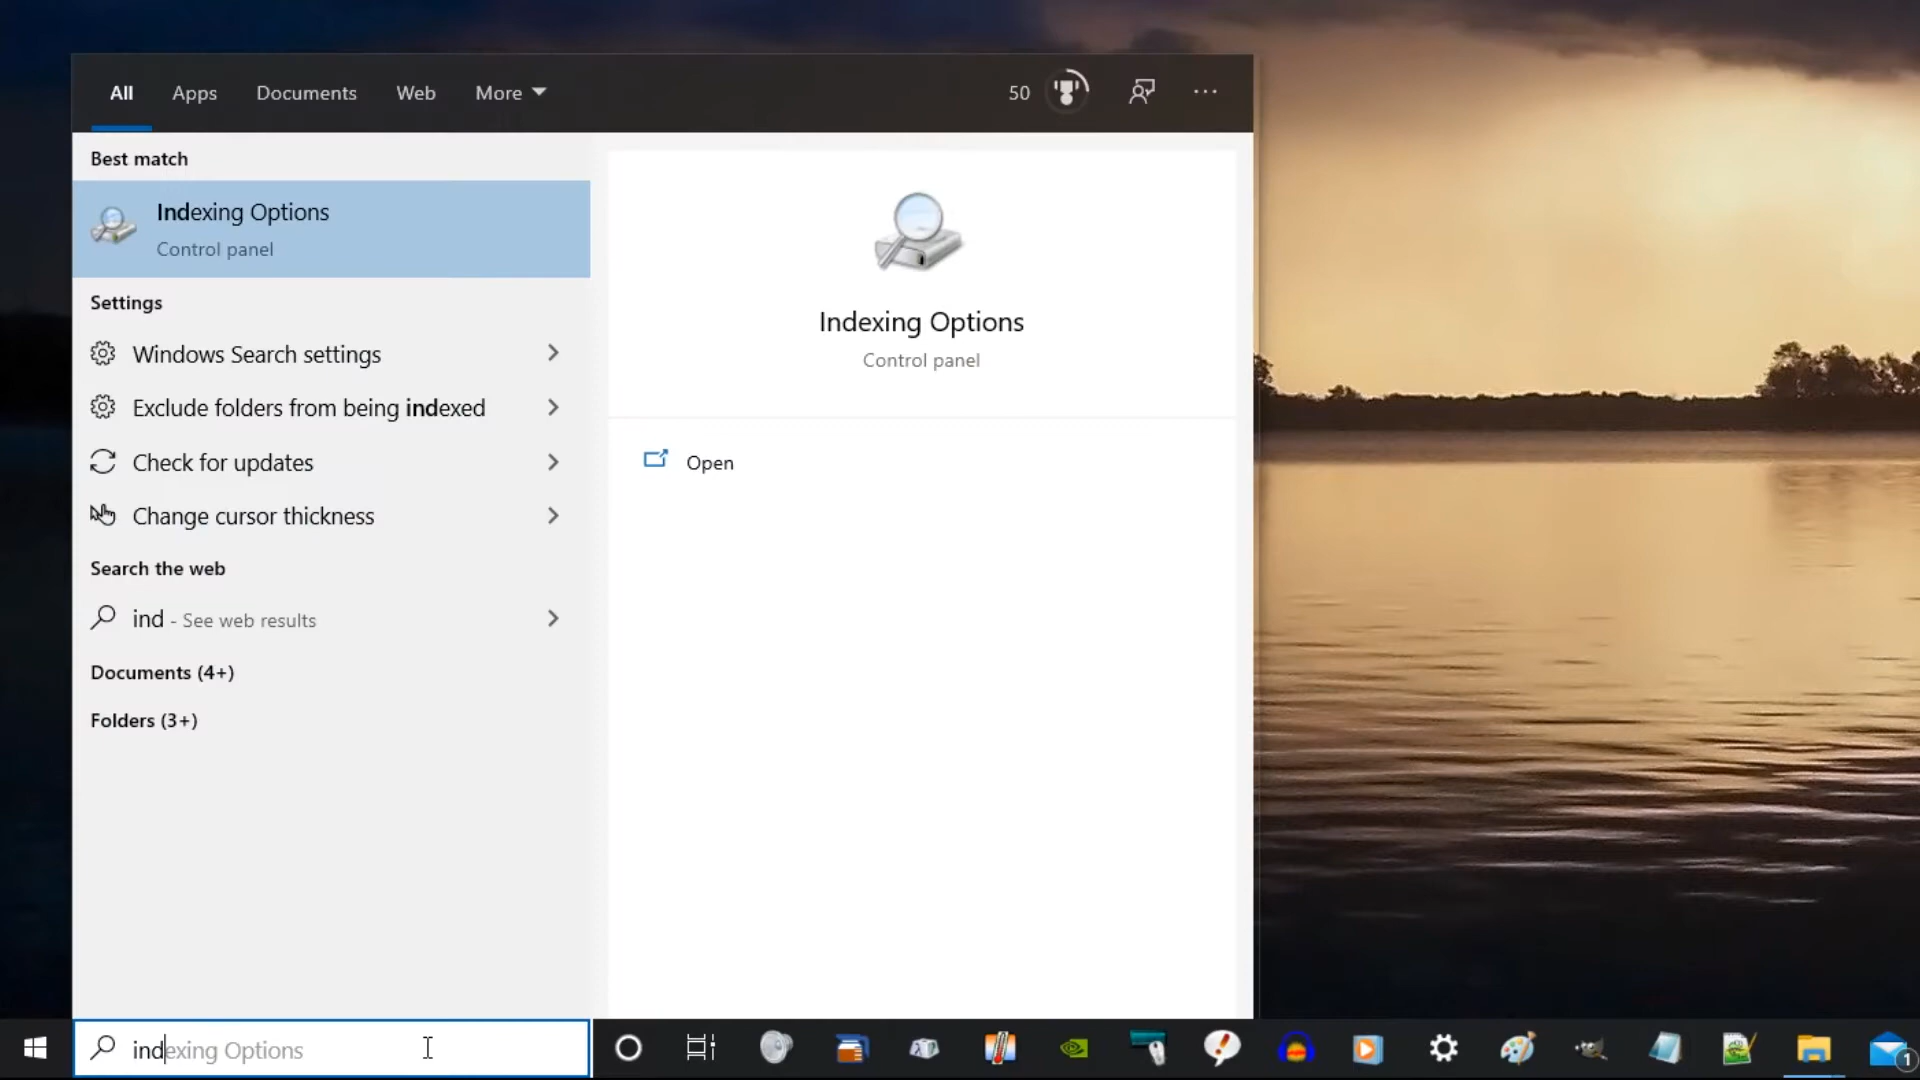 All Apps Documents Web More 50
Best match
Indexing Options
Control panel
Settings
Windows Search settings
Exclude folders from being indexed
Check for updates
Change cursor thickness
Search the web
ind - See web results
Documents (4+)
Folders (3+)
Indexing Options
Control panel
Open
indexing Options
1